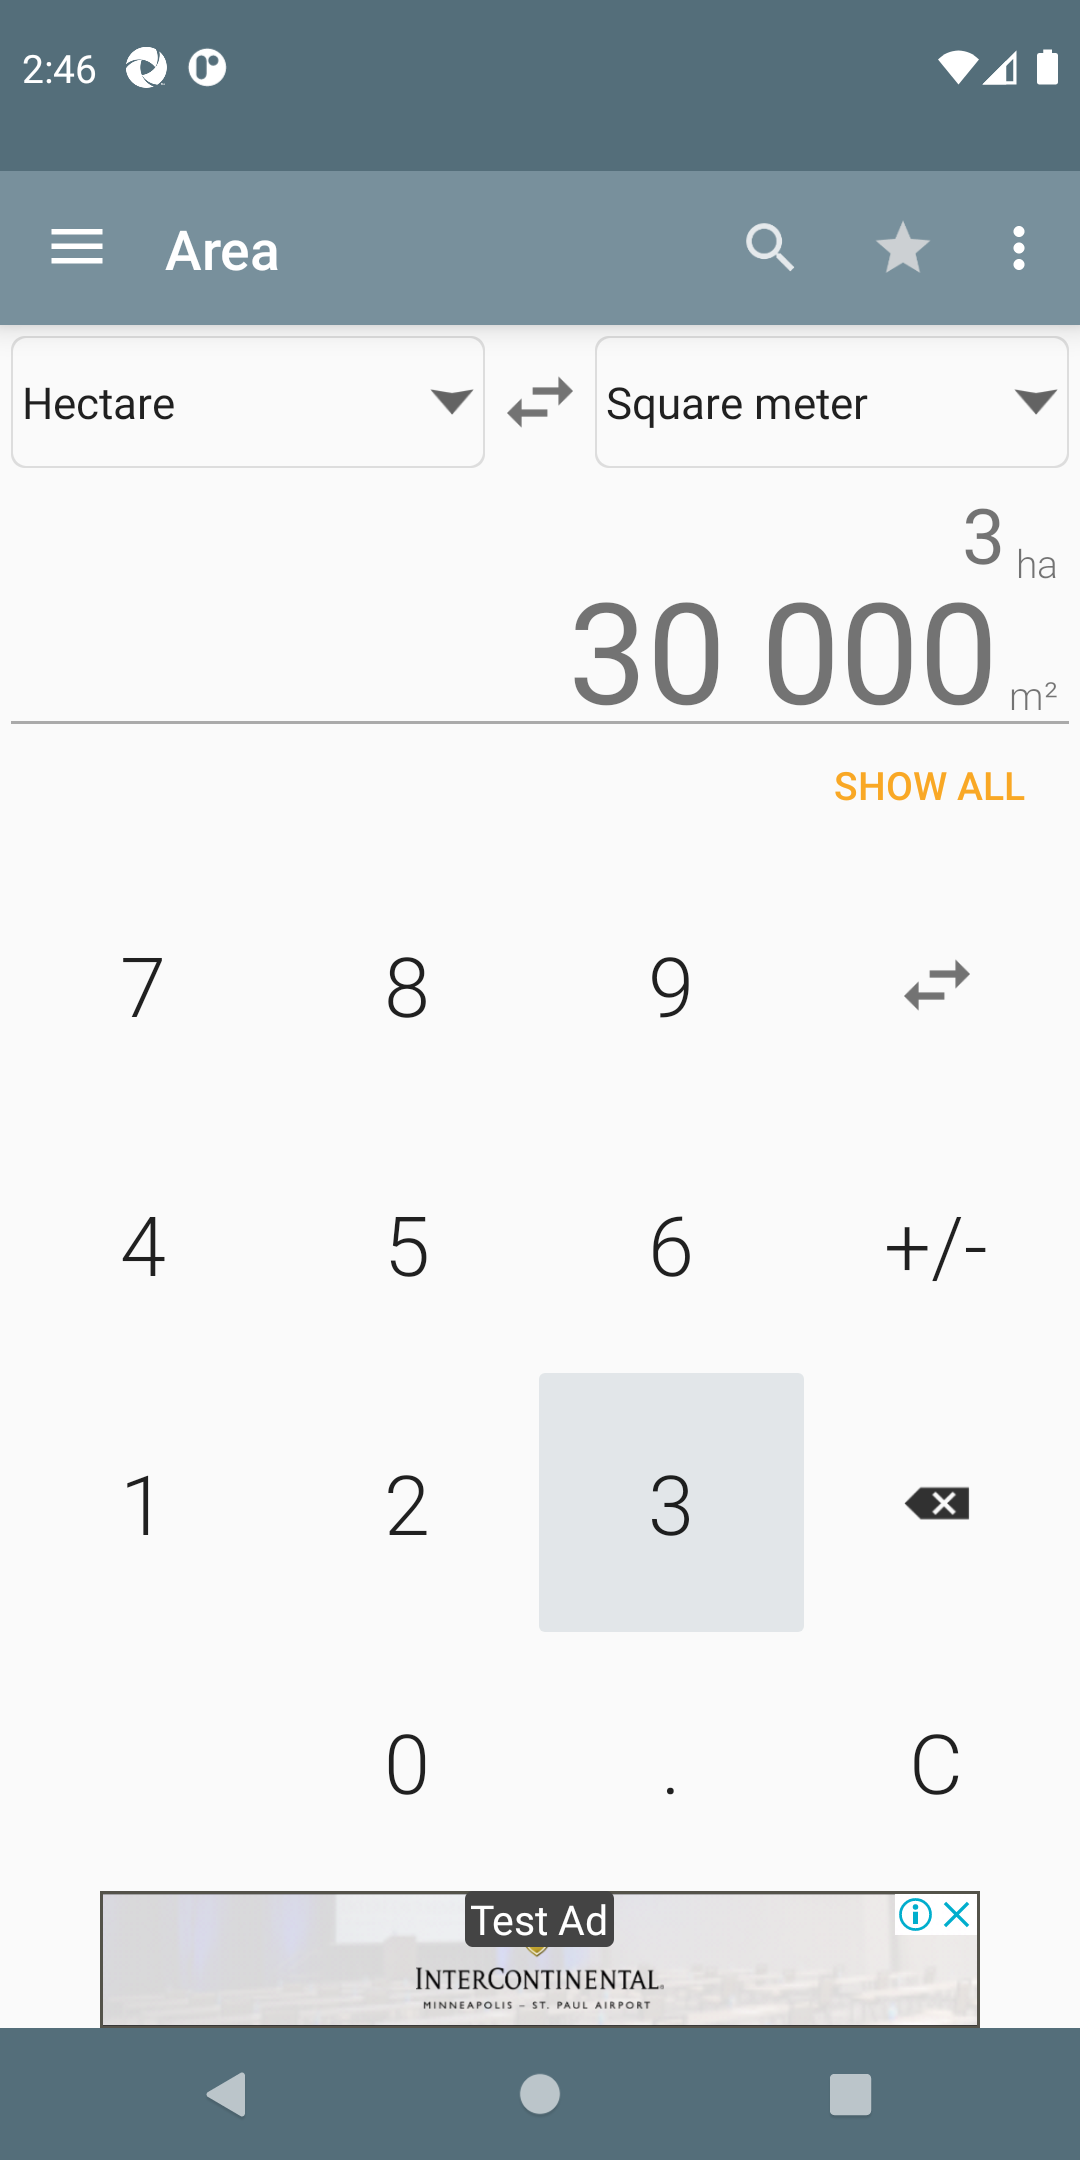 2:46
Area
Hectare
Square meter
3 ha
30 000 m²
SHOW ALL
7 8 9
4 5 6 +/-
1 2 3
0 . C
Test Ad
INTERCONTINENTAL®
MINNEAPOLIS – ST. PAUL AIRPORT